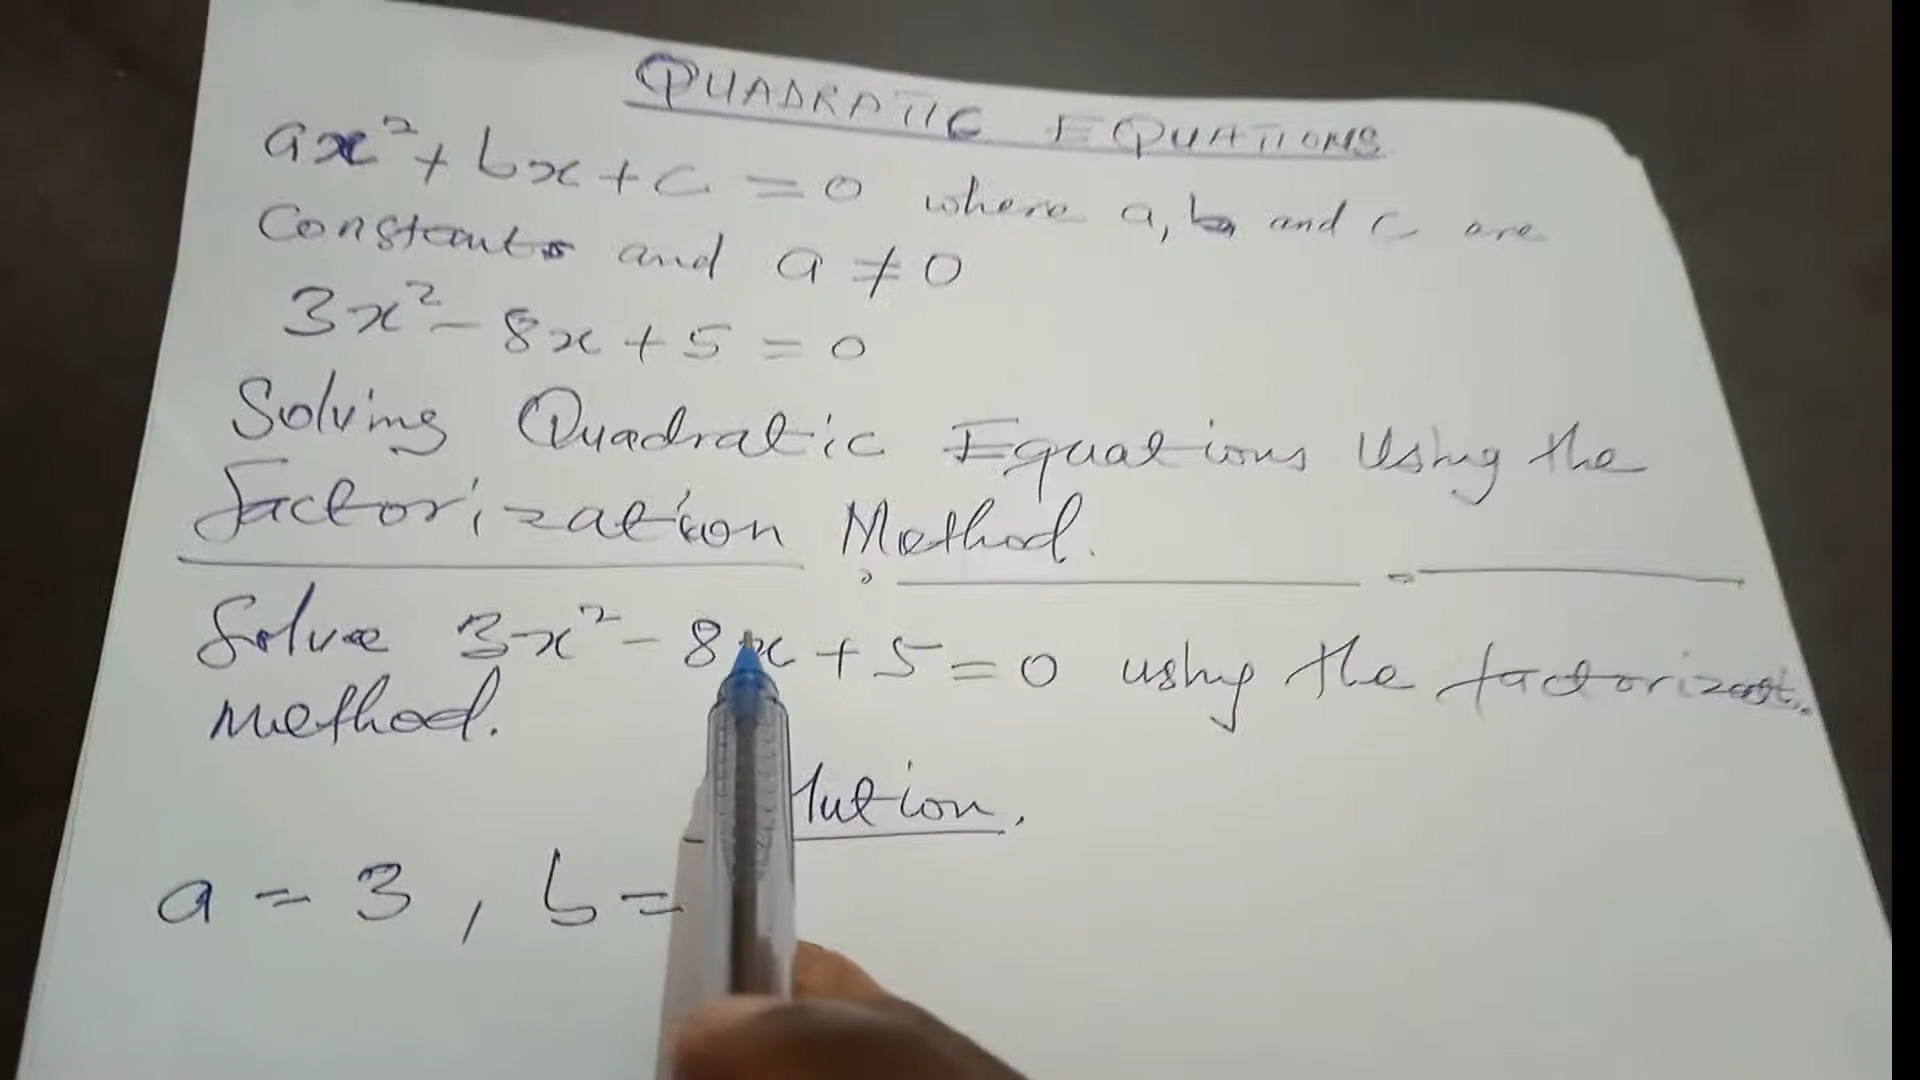 QUADRATIC EQUATIONS
ax² + bx + c = 0 where a, b and c are
Constants and a ≠ 0
3x² - 8x + 5 = 0
Solving Quadratic Equations Using the
Factorization Method.
Solve 3x² - 8x + 5 = 0 using the factorizat.
method.
lution.
a = 3, b =